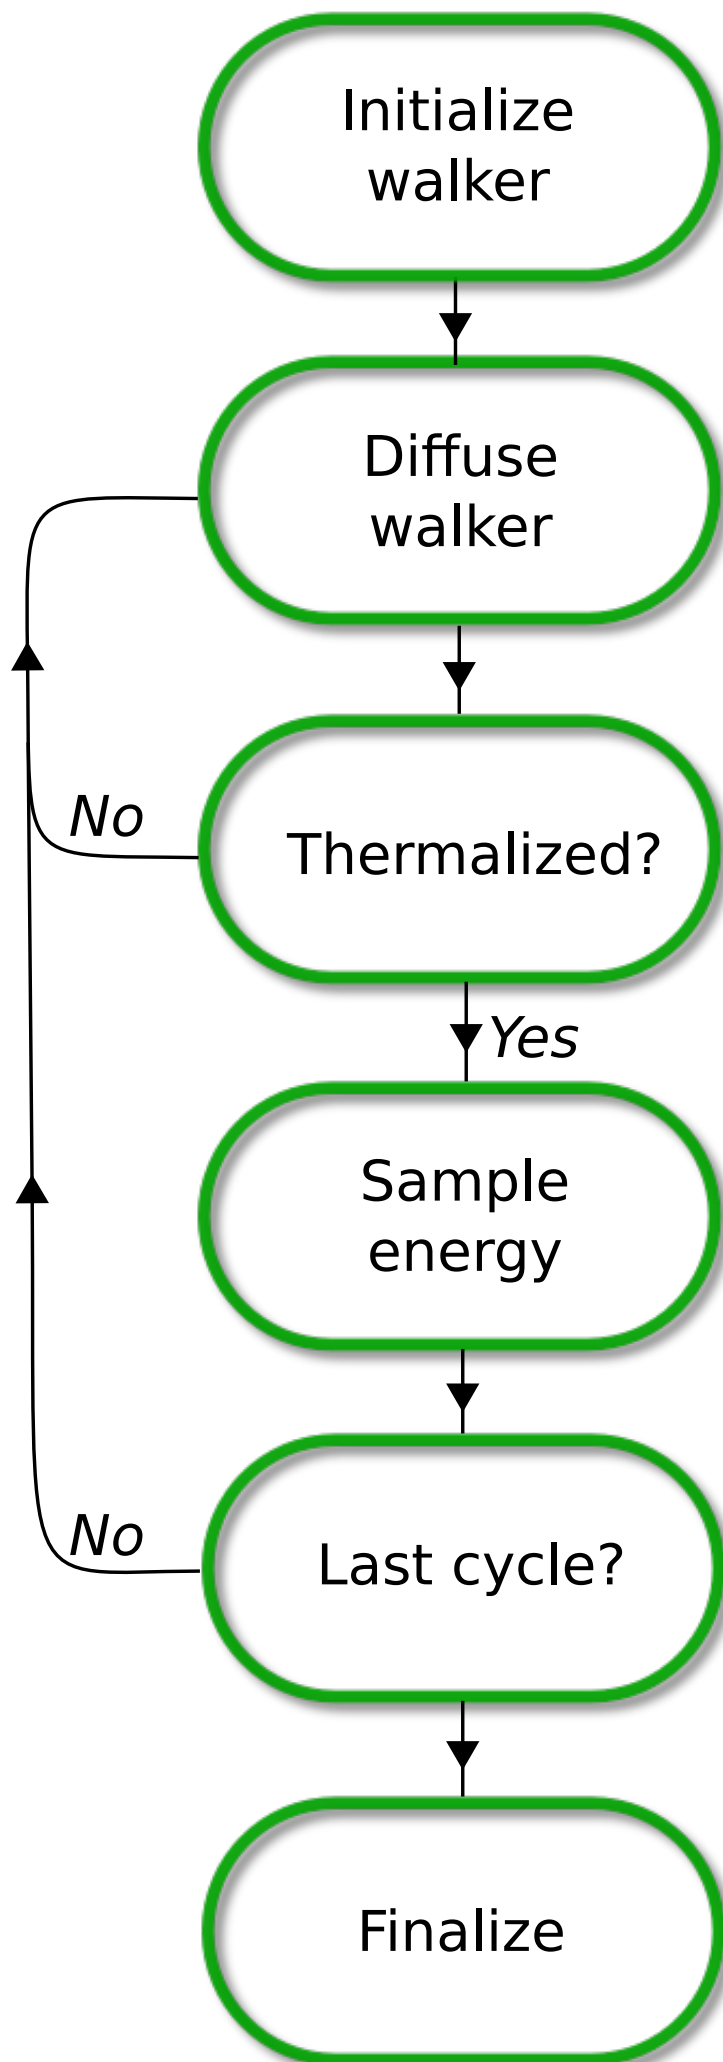 Initialize
walker
Diffuse
walker
No
Thermalized?
Yes
Sample
energy
No
Last cycle?
Finalize